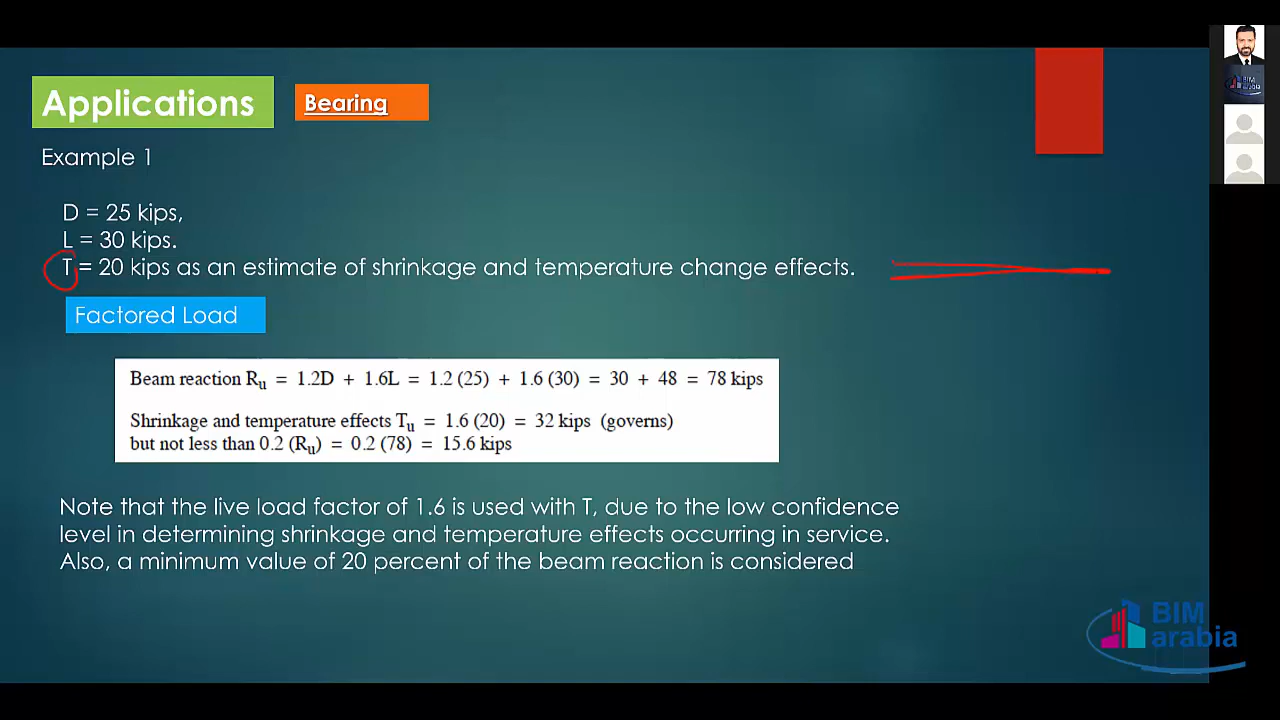 Applications
Bearing
Example 1
D = 25 kips,
L = 30 kips.
T = 20 kips as an estimate of shrinkage and temperature change effects.
Factored Load
Beam reaction Ru = 1.2D + 1.6L = 1.2 (25) + 1.6 (30) = 30 + 48 = 78 kips
Shrinkage and temperature effects Tu = 1.6 (20) = 32 kips (governs)
but not less than 0.2 (Ru) = 0.2 (78) = 15.6 kips
Note that the live load factor of 1.6 is used with T, due to the low confidence
level in determining shrinkage and temperature effects occurring in service.
Also, a minimum value of 20 percent of the beam reaction is considered
BIM
arabia
BIM
arabia